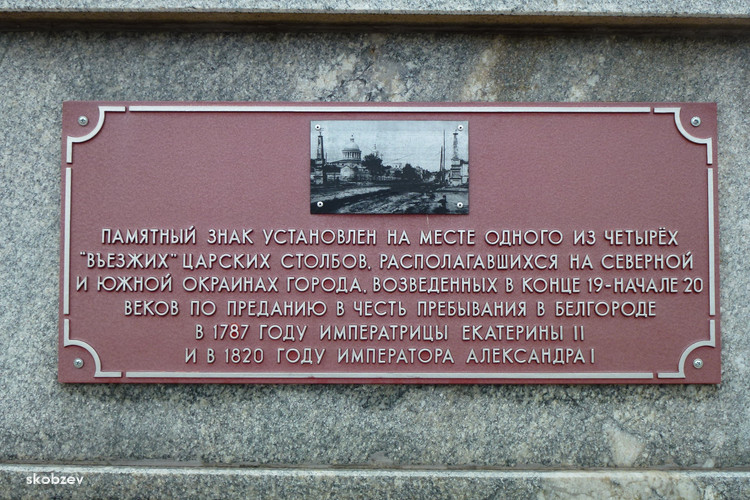 ПАМЯТНЫЙ ЗНАК УСТАНОВЛЕН НА МЕСТЕ ОДНОГО ИЗ ЧЕТЫРЁХ
"ВЪЕЗЖИХ" ЦАРСКИХ СТОЛБОВ, РАСПОЛАГАВШИХСЯ НА СЕВЕРНОЙ
И ЮЖНОЙ ОКРАИНАХ ГОРОДА, ВОЗВЕДЕННЫХ В КОНЦЕ 19-НАЧАЛЕ 20
ВЕКОВ ПО ПРЕДАНИЮ В ЧЕСТЬ ПРЕБЫВАНИЯ В БЕЛГОРОДЕ
В 1787 ГОДУ ИМПЕРАТРИЦЫ ЕКАТЕРИНЫ II
И В 1820 ГОДУ ИМПЕРАТОРА АЛЕКСАНДРА I
skobzev